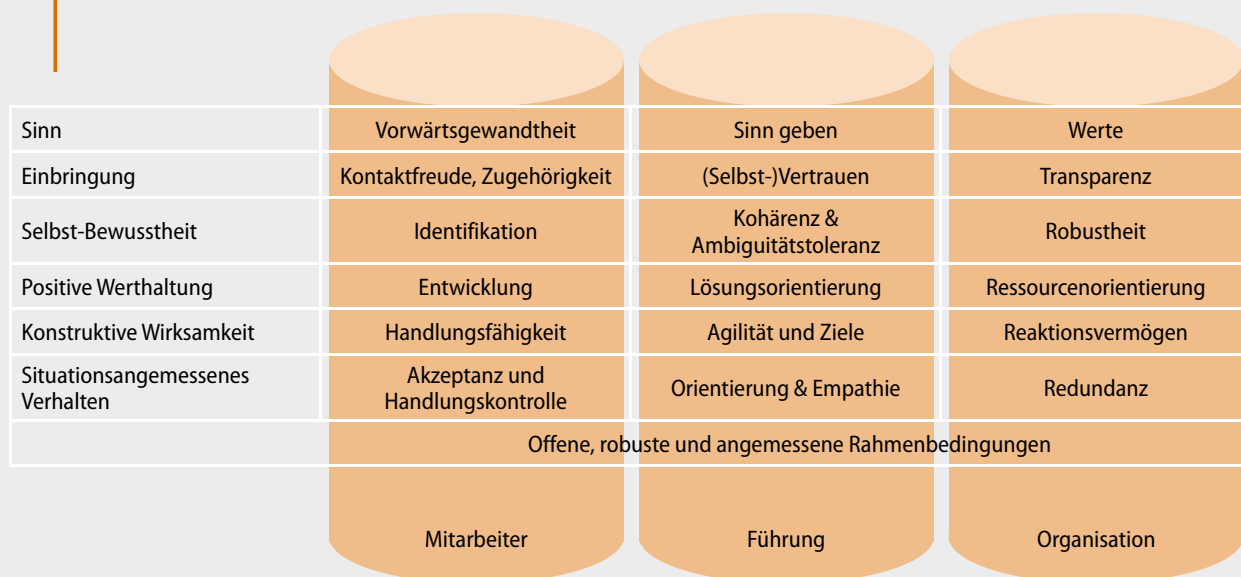 Sinn
Vorwärtsgewandtheit
Sinn geben
Werte
Einbringung
Kontaktfreude, Zugehörigkeit
(Selbst-)Vertrauen
Transparenz
Selbst-Bewusstheit
Identifikation
Kohärenz &
Ambiguitätstoleranz
Robustheit
Positive Werthaltung
Entwicklung
Lösungsorientierung
Ressourcenorientierung
Konstruktive Wirksamkeit
Handlungsfähigkeit
Agilität und Ziele
Reaktionsvermögen
Situationsangemessenes
Verhalten
Akzeptanz und
Handlungskontrolle
Orientierung & Empathie
Redundanz
Offene, robuste und angemessene Rahmenbedingungen
Mitarbeiter
Führung
Organisation